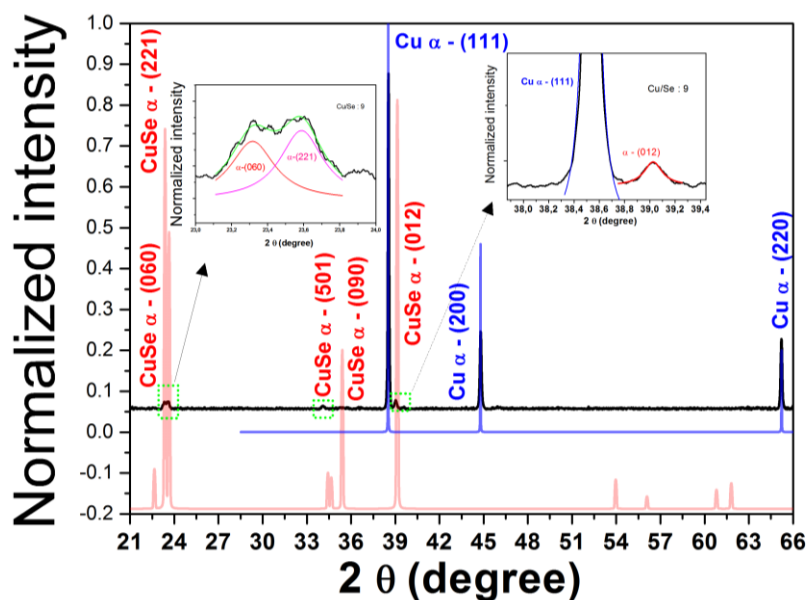 Normalized intensity
1.0
0.9
0.8
0.7
0.6
0.5
0.4
0.3
0.2
0.1
0.0
-0.1
-0.2
CuSe α - (060)
CuSe α - (221)
CuSe α - (501)
CuSe α - (090)
Cu α - (111)
CuSe α - (012)
Cu α - (200)
Cu α - (220)
Normalized intensity
Cu/Se : 9
α-(060)
α-(221)
23,0 23,2 23,4 23,6 23,8 24,0
2 θ (degree)
Normalized intensity
Cu α - (111)
Cu/Se : 9
α - (012)
38,0 38,2 38,4 38,6 38,8 39,0 39,2 39,4
2 θ (degree)
21 24 27 30 33 36 39 42 45 48 51 54 57 60 63 66
2 θ (degree)